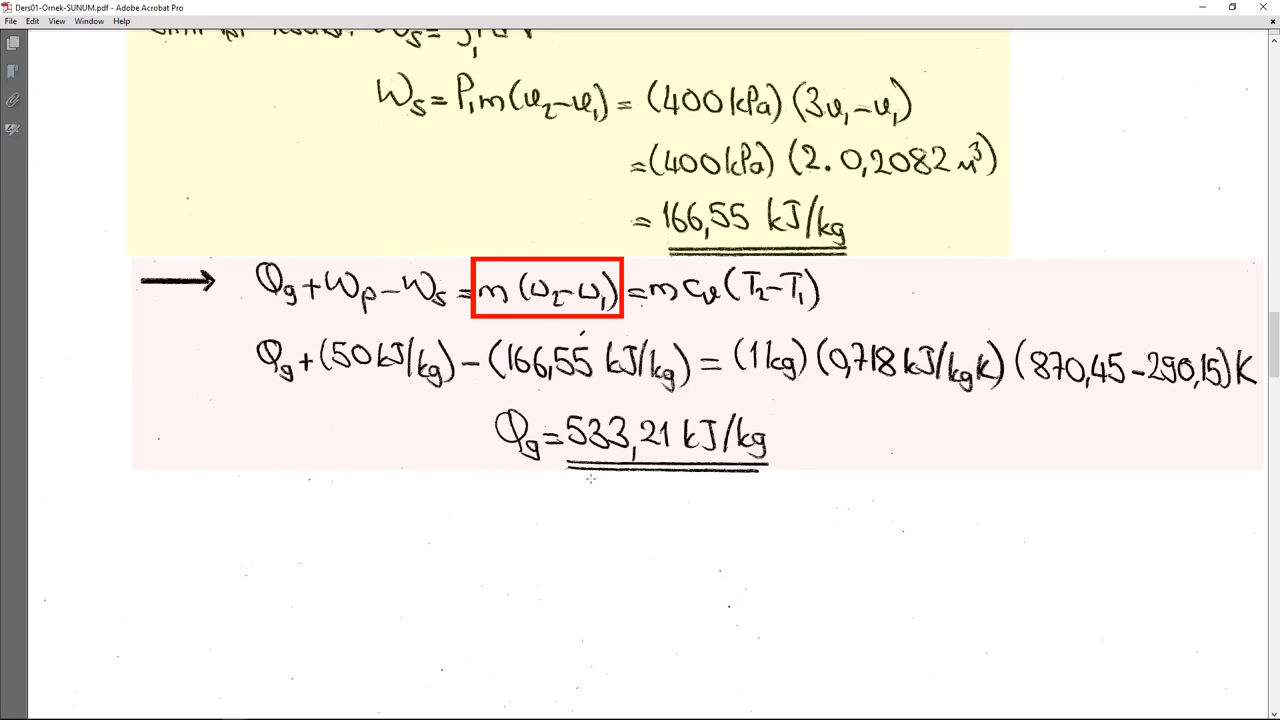 Ders01-Ornek-SUNUM.pdf - Adobe Acrobat Pro
File Edit View Window Help
Ws = P1 m (υ2 − υ1) = (400 kPa) (3υ1 − υ1)
= (400 kPa) (2. 0,2082 m³)
= 166,55 kJ/kg
⟶ Qg + Wp − Ws = m (u2 − u1) = m cυ (T2 − T1)
Qg + (50 kJ/kg) − (166,55 kJ/kg) = (1 kg) (0,718 kJ/kgK) (870,45 − 290,15) K
Qg = 533,21 kJ/kg